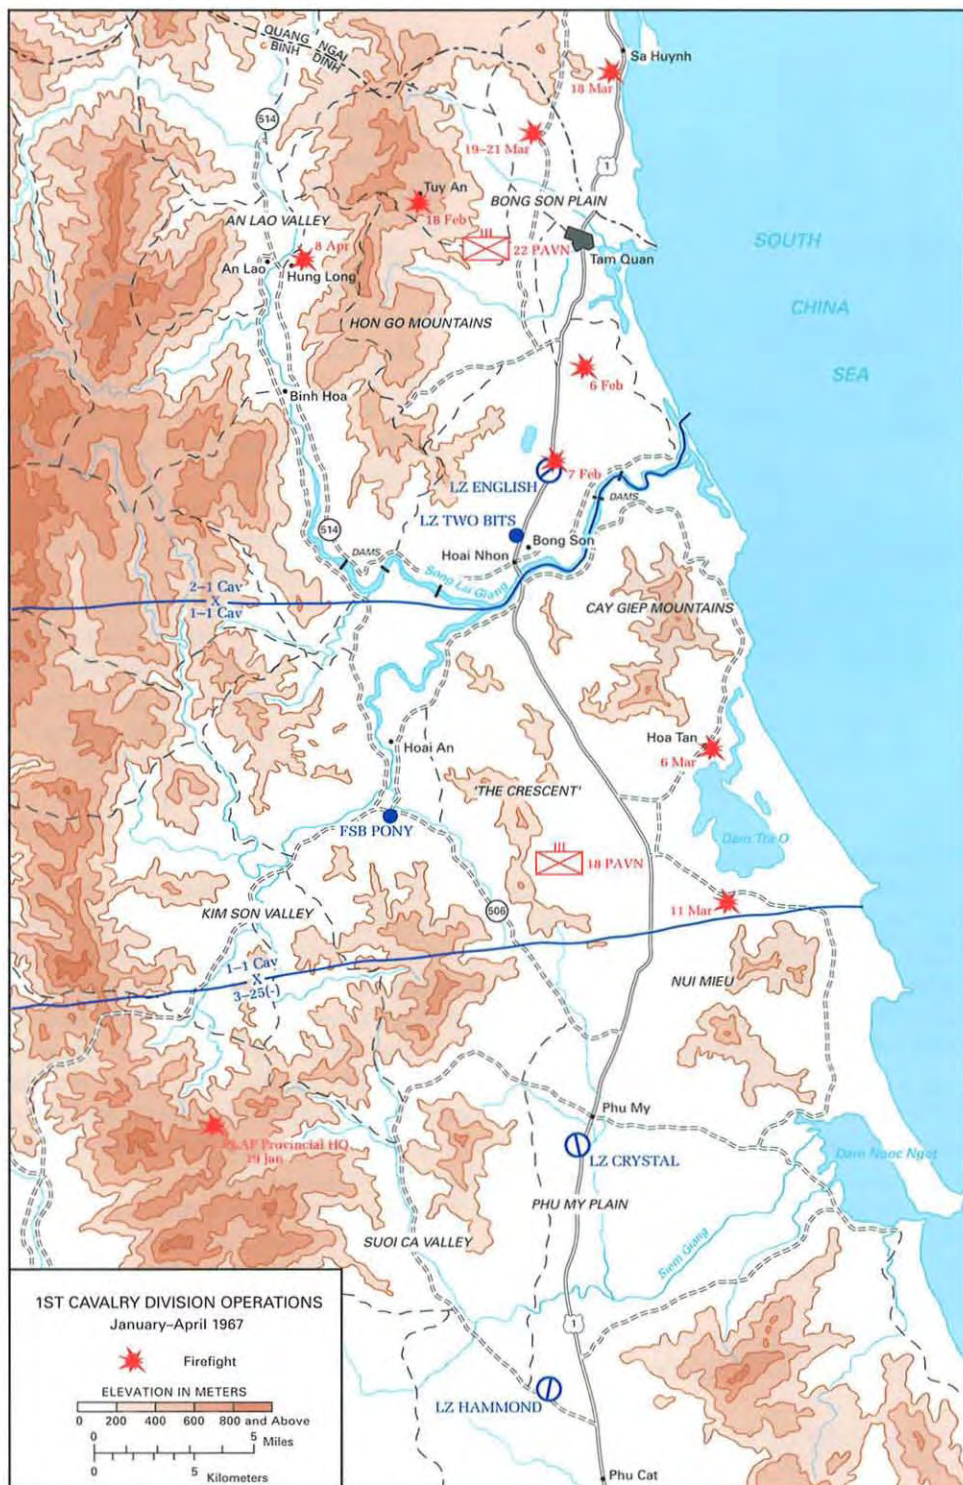 QUANG NGAI
BINH DINH
Sa Huynh
18 Mar
514
19–21 Mar
1
Tuy An
18 Feb
BONG SON PLAIN
AN LAO VALLEY
III
22 PAVN
8 Apr
Tam Quan
An Lao
Hung Long
SOUTH
CHINA
SEA
HON GO MOUNTAINS
6 Feb
Binh Hoa
7 Feb
LZ ENGLISH
DAMS
LZ TWO BITS
514
Bong Son
DAMS
Hoai Nhon
Song Lai Giang
2–1 Cav
X
1–1 Cav
CAY GIEP MOUNTAINS
Hoa Tan
6 Mar
Hoai An
'THE CRESCENT'
FSB PONY
Dam Tra O
III
18 PAVN
11 Mar
KIM SON VALLEY
506
1–1 Cav
X
3–25(-)
NUI MIEU
Phu My
Provincial HQ
19 Jan
LZ CRYSTAL
Dam Nuoc Ngot
PHU MY PLAIN
SUOI CA VALLEY
Siem Giang
1
LZ HAMMOND
Phu Cat
1ST CAVALRY DIVISION OPERATIONS
January–April 1967
Firefight
ELEVATION IN METERS
0 200 400 600 800 and Above
0 5 Miles
0 5 Kilometers